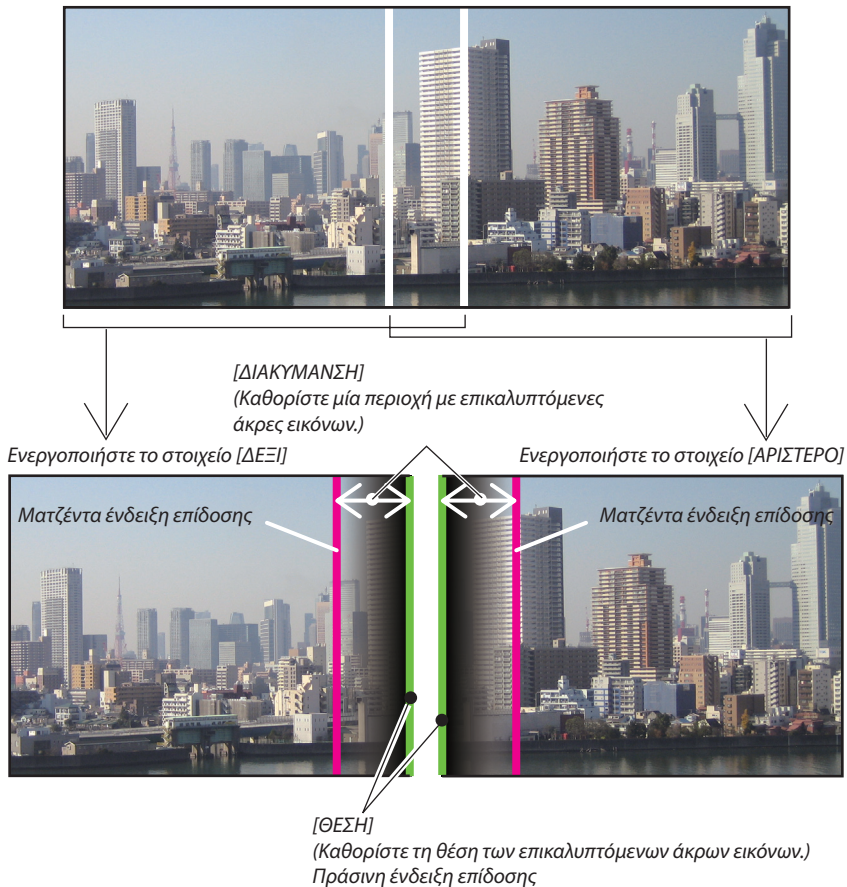 [ΔΙΑΚΥΜΑΝΣΗ]
(Καθορίστε μία περιοχή με επικαλυπτόμενες
άκρες εικόνων.)
Ενεργοποιήστε το στοιχείο [ΔΕΞΙ]
Ενεργοποιήστε το στοιχείο [ΑΡΙΣΤΕΡΟ]
Ματζέντα ένδειξη επίδοσης
Ματζέντα ένδειξη επίδοσης
[ΘΕΣΗ]
(Καθορίστε τη θέση των επικαλυπτόμενων άκρων εικόνων.)
Πράσινη ένδειξη επίδοσης